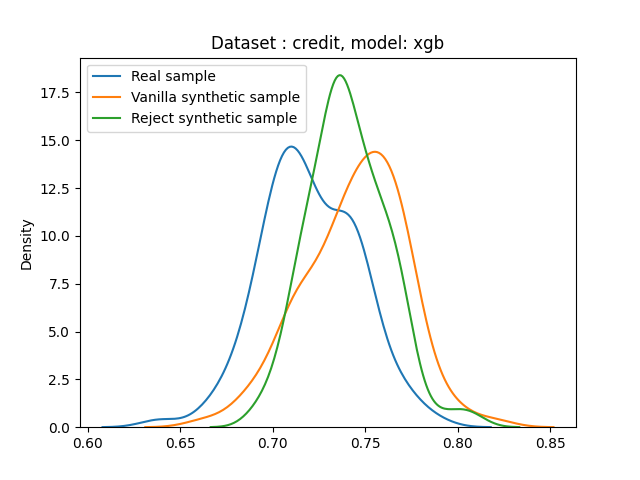 Dataset : credit, model: xgb
Real sample
Vanilla synthetic sample
Reject synthetic sample
Density
17.5
15.0
12.5
10.0
7.5
5.0
2.5
0.0
0.60 0.65 0.70 0.75 0.80 0.85